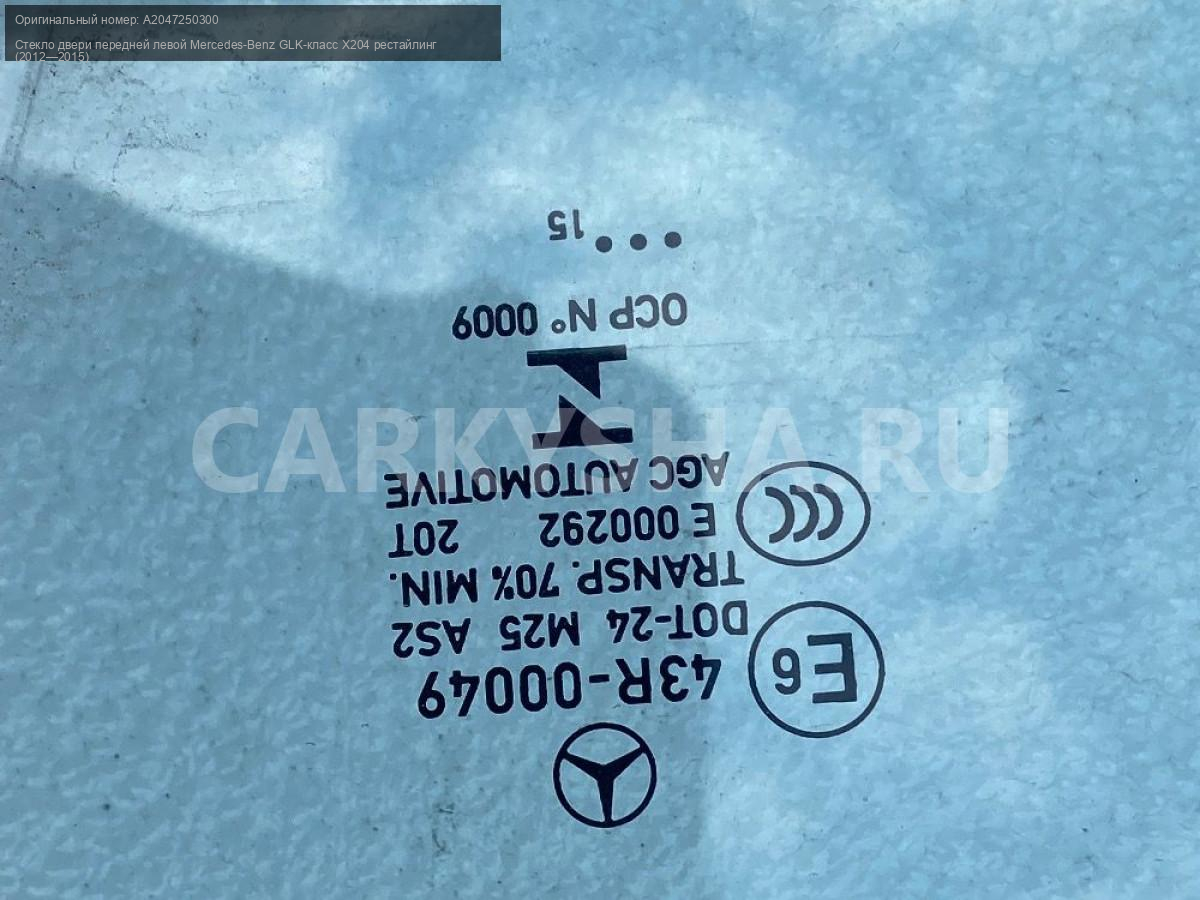 Оригинальный номер: A2047250300
Стекло двери передней левой Mercedes-Benz GLK-класс X204 рестайлинг
(2012—2015)
CARKYSHA.RU
43R-00049
E6
DOT-24 M25 AS2
TRANSP. 70% MIN.
E 000292 20T
CCC
AGC AUTOMOTIVE
OCP N° 0009
••• 15